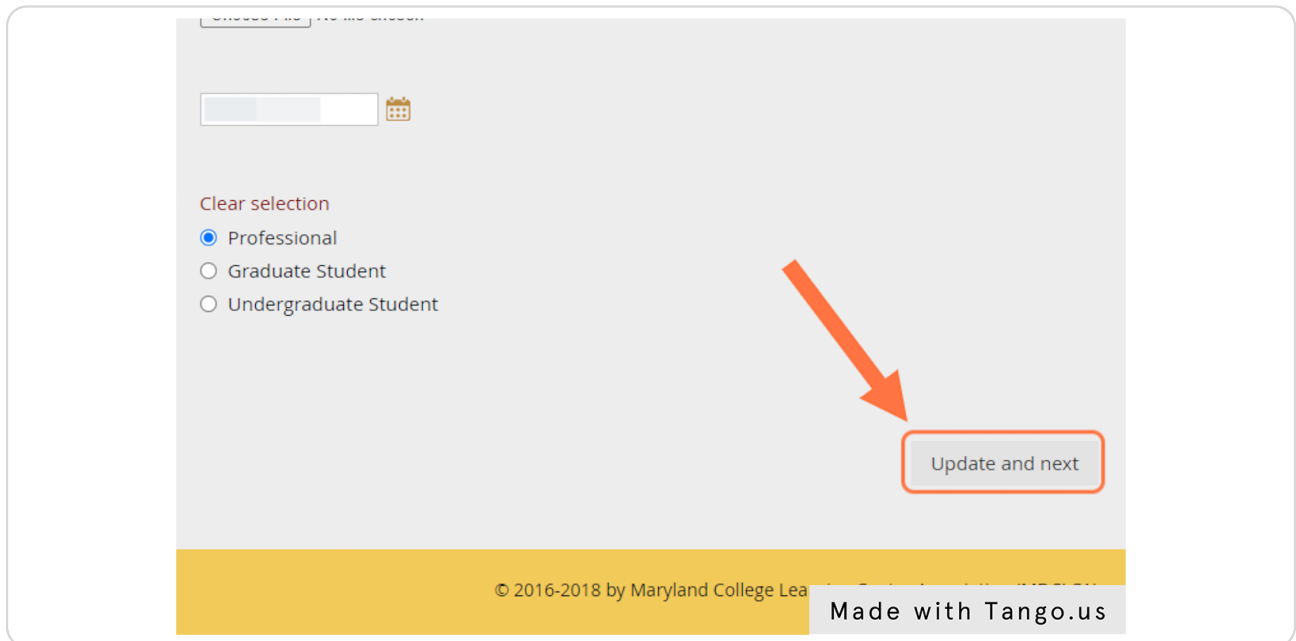 Clear selection
Professional
Graduate Student
Undergraduate Student
Update and next
© 2016-2018 by Maryland College
Made with Tango.us